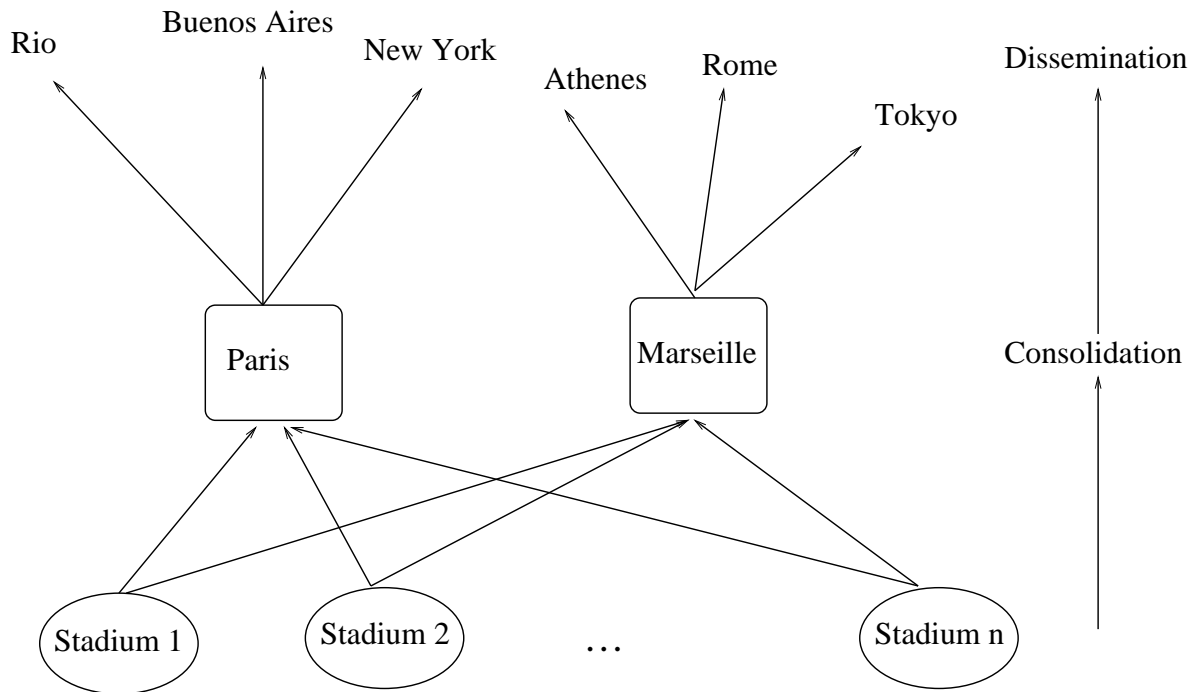 Rio
Buenos Aires
New York
Athenes
Rome
Tokyo
Dissemination
Paris
Marseille
Consolidation
Stadium 1
Stadium 2
...
Stadium n